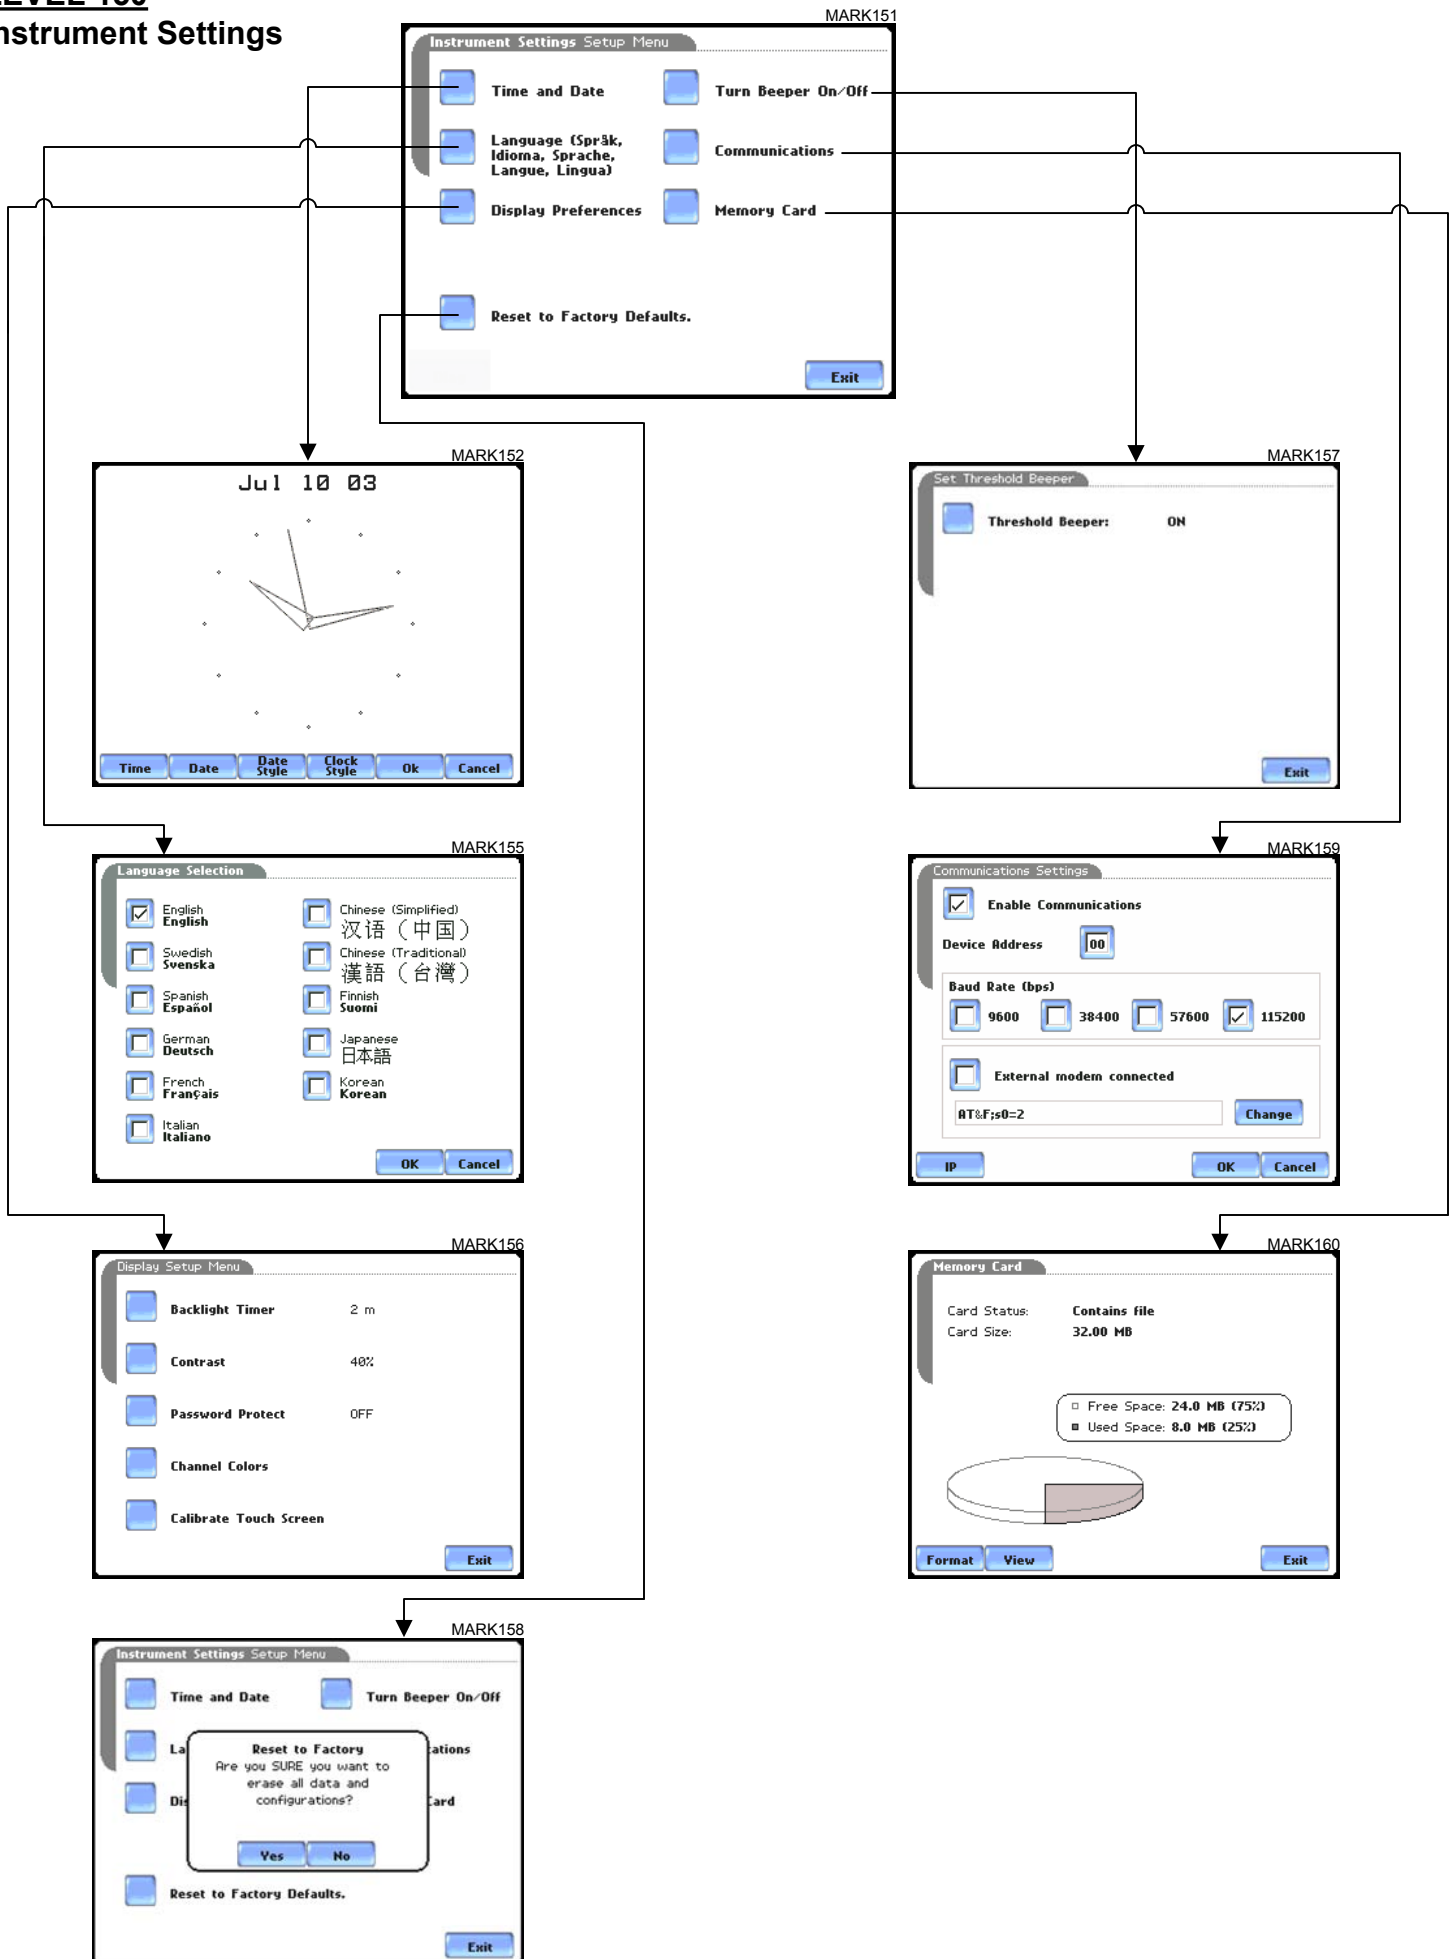 LEVEL 150
Instrument Settings
MARK151
Instrument Settings Setup Menu
Time and Date
Turn Beeper On/Off
Language (Språk,
Idioma, Sprache,
Langue, Lingua)
Communications
Display Preferences
Memory Card
Reset to Factory Defaults.
Exit
MARK152
Jul 10 03
Time
Date
Date
Style
Clock
Style
Ok
Cancel
MARK157
Set Threshold Beeper
Threshold Beeper: ON
Exit
MARK155
Language Selection
English
English
Swedish
Svenska
Spanish
Español
German
Deutsch
French
Français
Italian
Italiano
Chinese (Simplified)
汉语（中国）
Chinese (Traditional)
漢語（台灣）
Finnish
Suomi
Japanese
日本語
Korean
Korean
OK
Cancel
MARK159
Communications Settings
Enable Communications
Device Address 00
Baud Rate (bps)
9600 38400 57600 115200
External modem connected
AT&F;s0=2
Change
IP
OK
Cancel
MARK156
Display Setup Menu
Backlight Timer 2 m
Contrast 40%
Password Protect OFF
Channel Colors
Calibrate Touch Screen
Exit
MARK160
Memory Card
Card Status: Contains file
Card Size: 32.00 MB
Free Space: 24.0 MB (75%)
Used Space: 8.0 MB (25%)
Format
View
Exit
MARK158
Instrument Settings Setup Menu
Time and Date
Turn Beeper On/Off
La
cations
Dis
Card
Reset to Factory
Are you SURE you want to
erase all data and
configurations?
Yes
No
Reset to Factory Defaults.
Exit